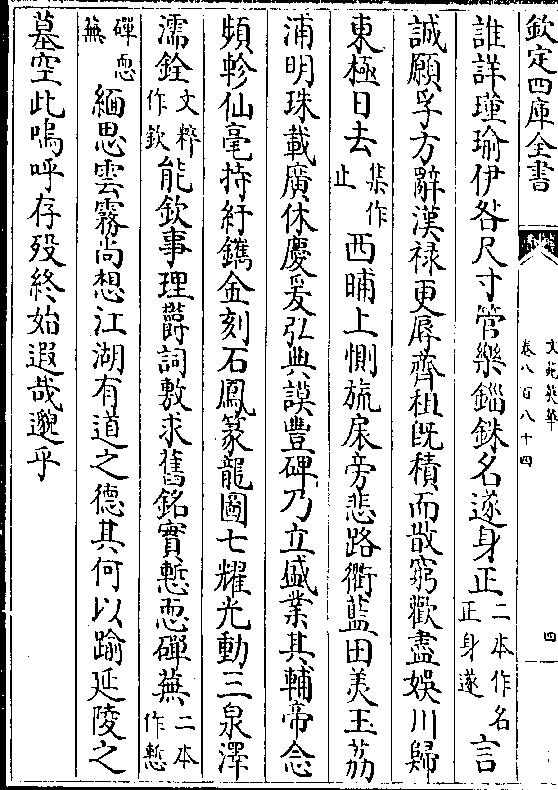 欽定四庫全書
文苑英華
卷八百八十四
四
誰詳瑾瑜伊咎尺寸管樂錙銖名遂身正二本作名正身遂言
誠願孚方辭漢祿更辱齊租既積而散窮歡盡娛川歸
東極日去集作止西晡上惻旒扆旁悲路衢藍田美玉荔
浦明珠載廣休慶爰弘典謨豐碑乃立盛業其輔帝念
頻軫仙毫持紆鐫金刻石鳳篆龍圖七耀光動三泉澤
濡銓文粹作欽能欽事理爵詞敷求舊銘實慙恧磾蕪二本作慙
磾恧蕪緬思雲霧尚想江湖有道之德其何以踰延陵之
墓空此嗚呼存歿終始遐哉邈乎